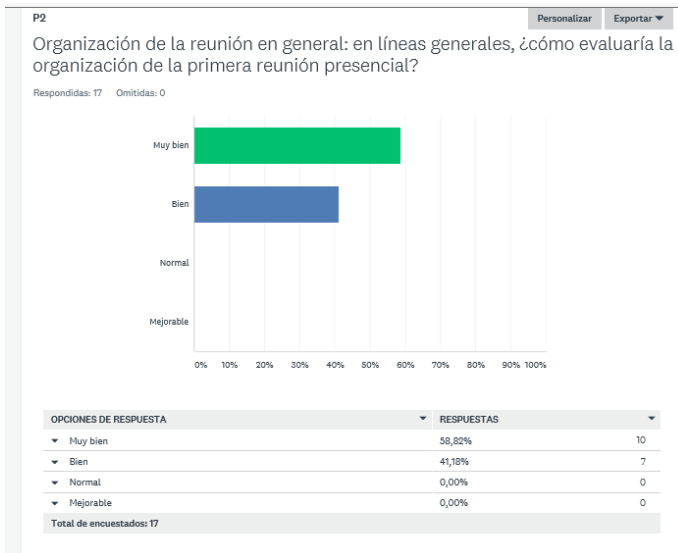 P2
Personalizar
Exportar
Organización de la reunión en general: en líneas generales, ¿cómo evaluaría la
organización de la primera reunión presencial?
Respondidas: 17 Omitidas: 0
Muy bien
Bien
Normal
Mejorable
0% 10% 20% 30% 40% 50% 60% 70% 80% 90% 100%
OPCIONES DE RESPUESTA RESPUESTAS
Muy bien 58,82% 10
Bien 41,18% 7
Normal 0,00% 0
Mejorable 0,00% 0
Total de encuestados: 17